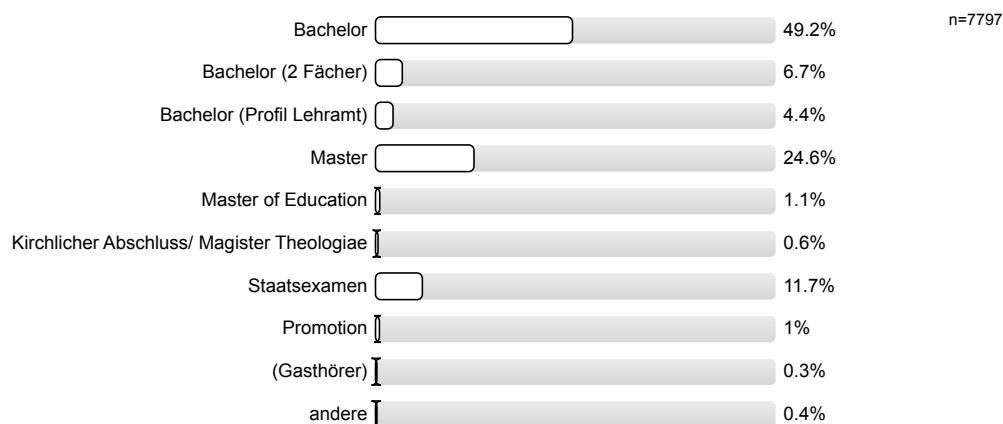 n=7797
Bachelor 49.2%
Bachelor (2 Fächer) 6.7%
Bachelor (Profil Lehramt) 4.4%
Master 24.6%
Master of Education 1.1%
Kirchlicher Abschluss/ Magister Theologiae 0.6%
Staatsexamen 11.7%
Promotion 1%
(Gasthörer) 0.3%
andere 0.4%